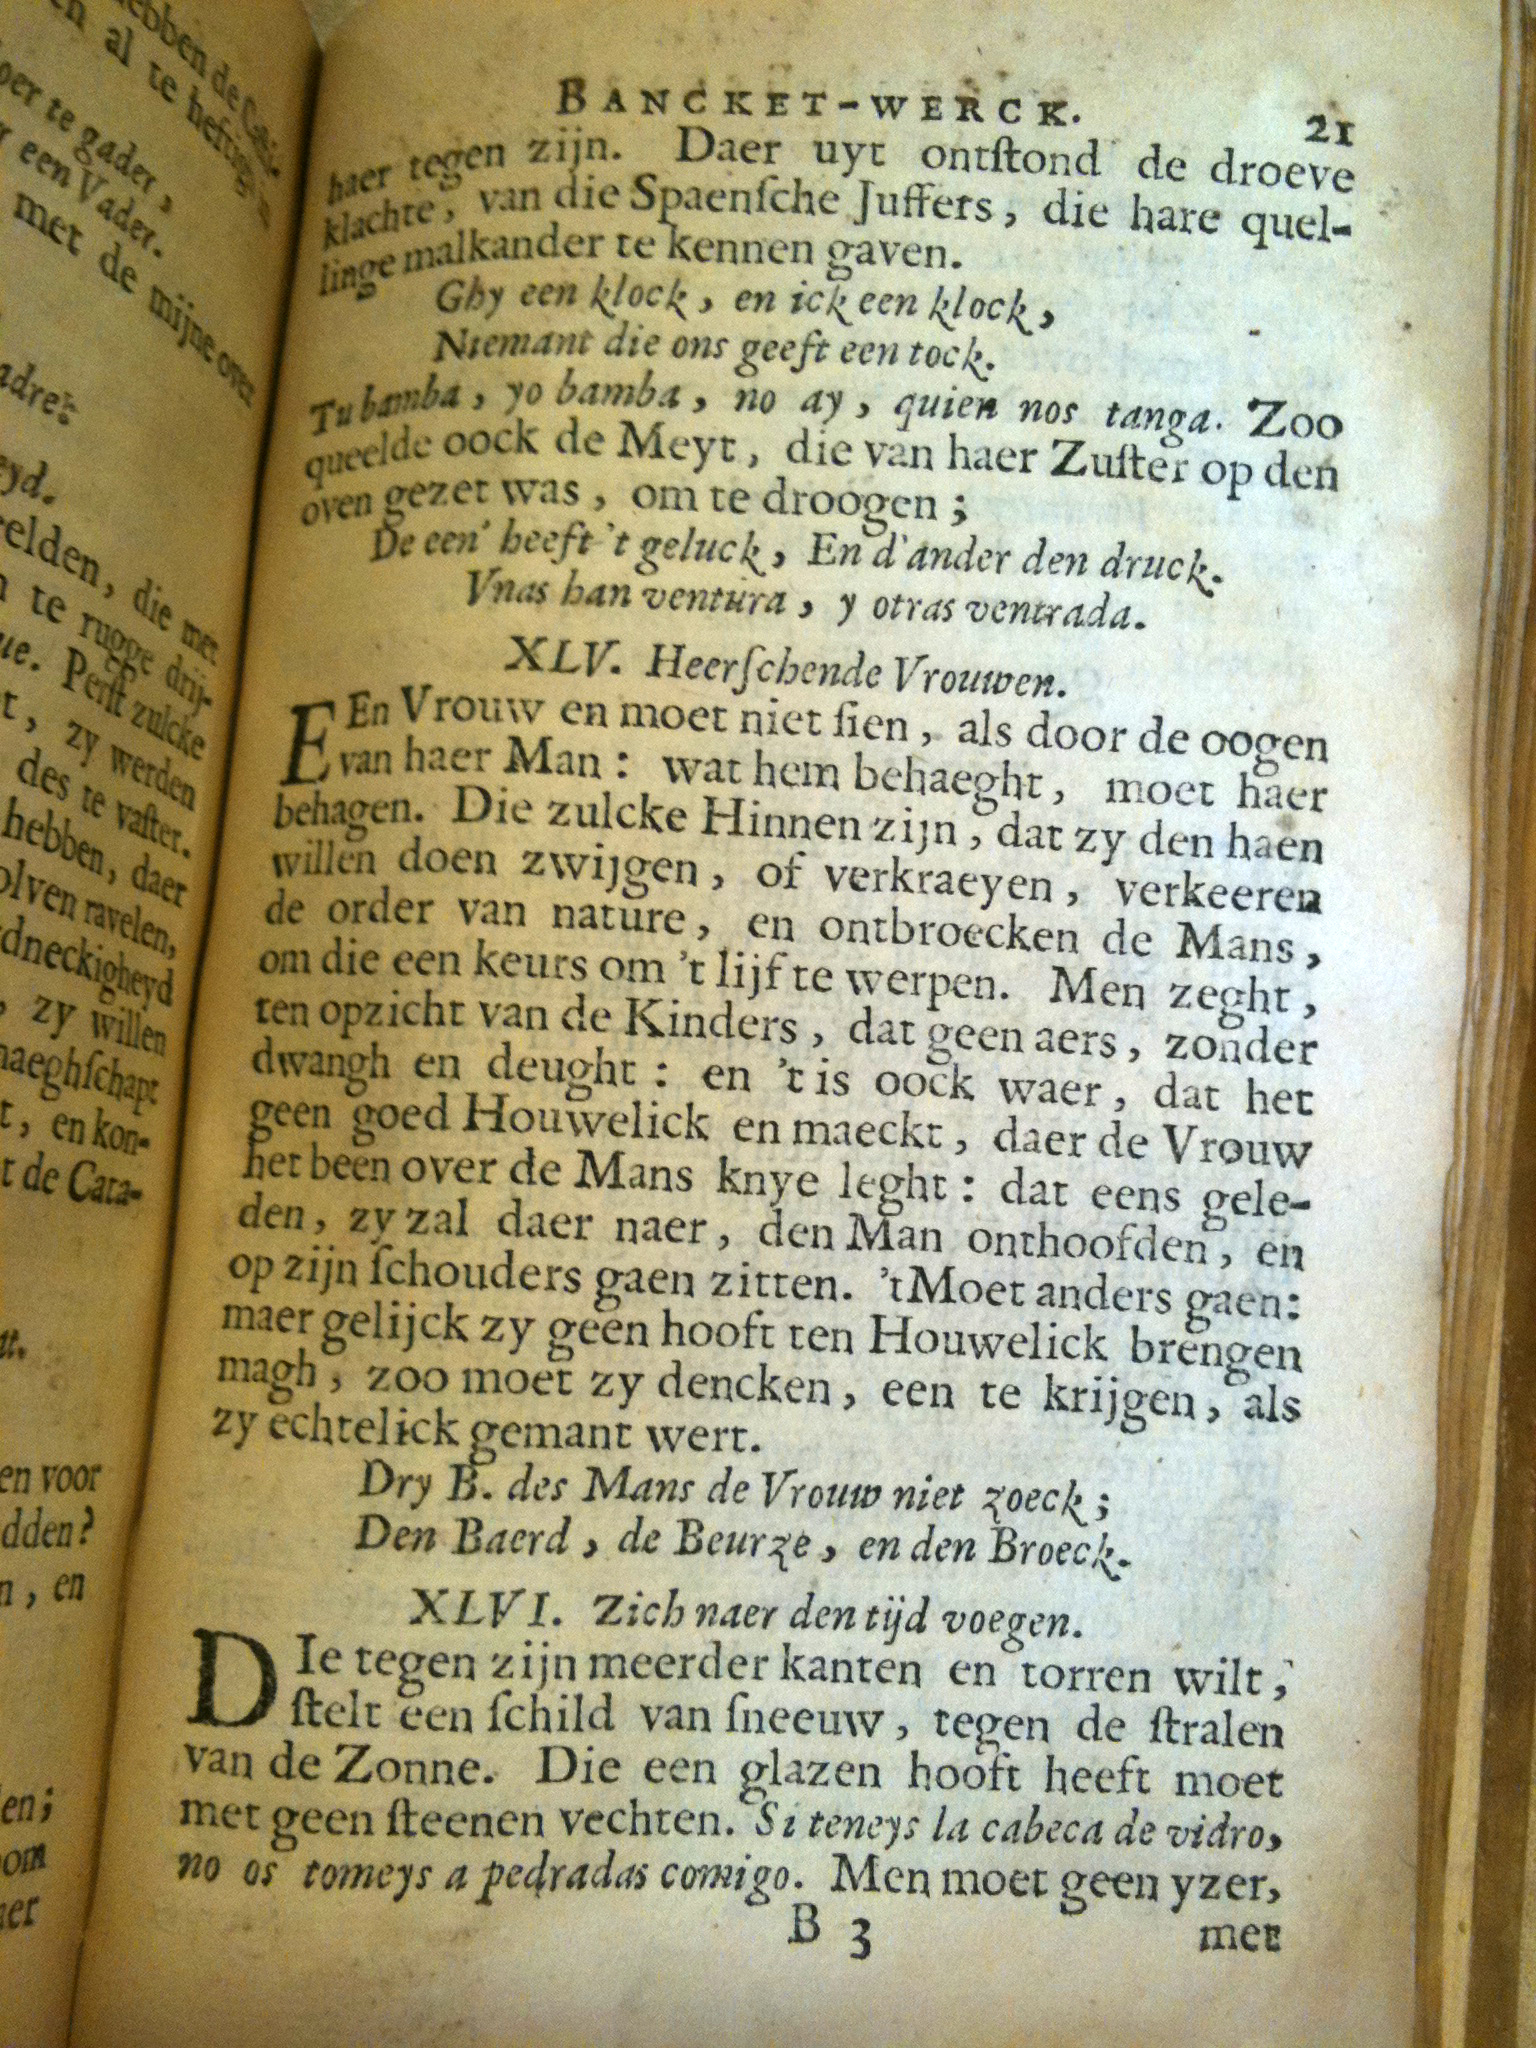 BANCKET-WERCK. 21
haer tegen zijn. Daer uyt ontſtond de droeve
klachte, van die Spaenſche Juffers, die hare quel-
linge malkander te kennen gaven.
Ghy een klock, en ick een klock,
Niemant die ons geeft een tock.
Tu bamba, yo bamba, no ay, quien nos tanga. Zoo
queelde oock de Meyt, die van haer Zuſter op den
oven gezet was, om te droogen;
De een' heeft 't geluck, En d'ander den druck.
Vnas han ventura, y otras ventrada.
XLV. Heerſchende Vrouwen.
EEn Vrouw en moet niet ſien, als door de oogen
van haer Man: wat hem behaeght, moet haer
behagen. Die zulcke Hinnen zijn, dat zy den haen
willen doen zwijgen, of verkraeyen, verkeeren
de order van nature, en ontbroecken de Mans,
om die een keurs om 't lijf te werpen. Men zeght,
ten opzicht van de Kinders, dat geen aers, zonder
dwangh en deught: en 't is oock waer, dat het
geen goed Houwelick en maeckt, daer de Vrouw
het been over de Mans knye leght: dat eens gele-
den, zy zal daer naer, den Man onthoofden, en
op zijn ſchouders gaen zitten. 't Moet anders gaen:
maer gelijck zy geen hooft ten Houwelick brengen
magh, zoo moet zy dencken, een te krijgen, als
zy echtelick gemant wert.
Dry B. des Mans de Vrouw niet zoeck;
Den Baerd, de Beurze, en den Broeck.
XLVI. Zich naer den tijd voegen.
DIe tegen zijn meerder kanten en torren wilt,
ſtelt een ſchild van ſneeuw, tegen de ſtralen
van de Zonne. Die een glazen hooft heeft moet
met geen ſteenen vechten. Si teneys la cabeca de vidro,
no os tomeys a pedradas comigo. Men moet geen yzer,
B 3 met